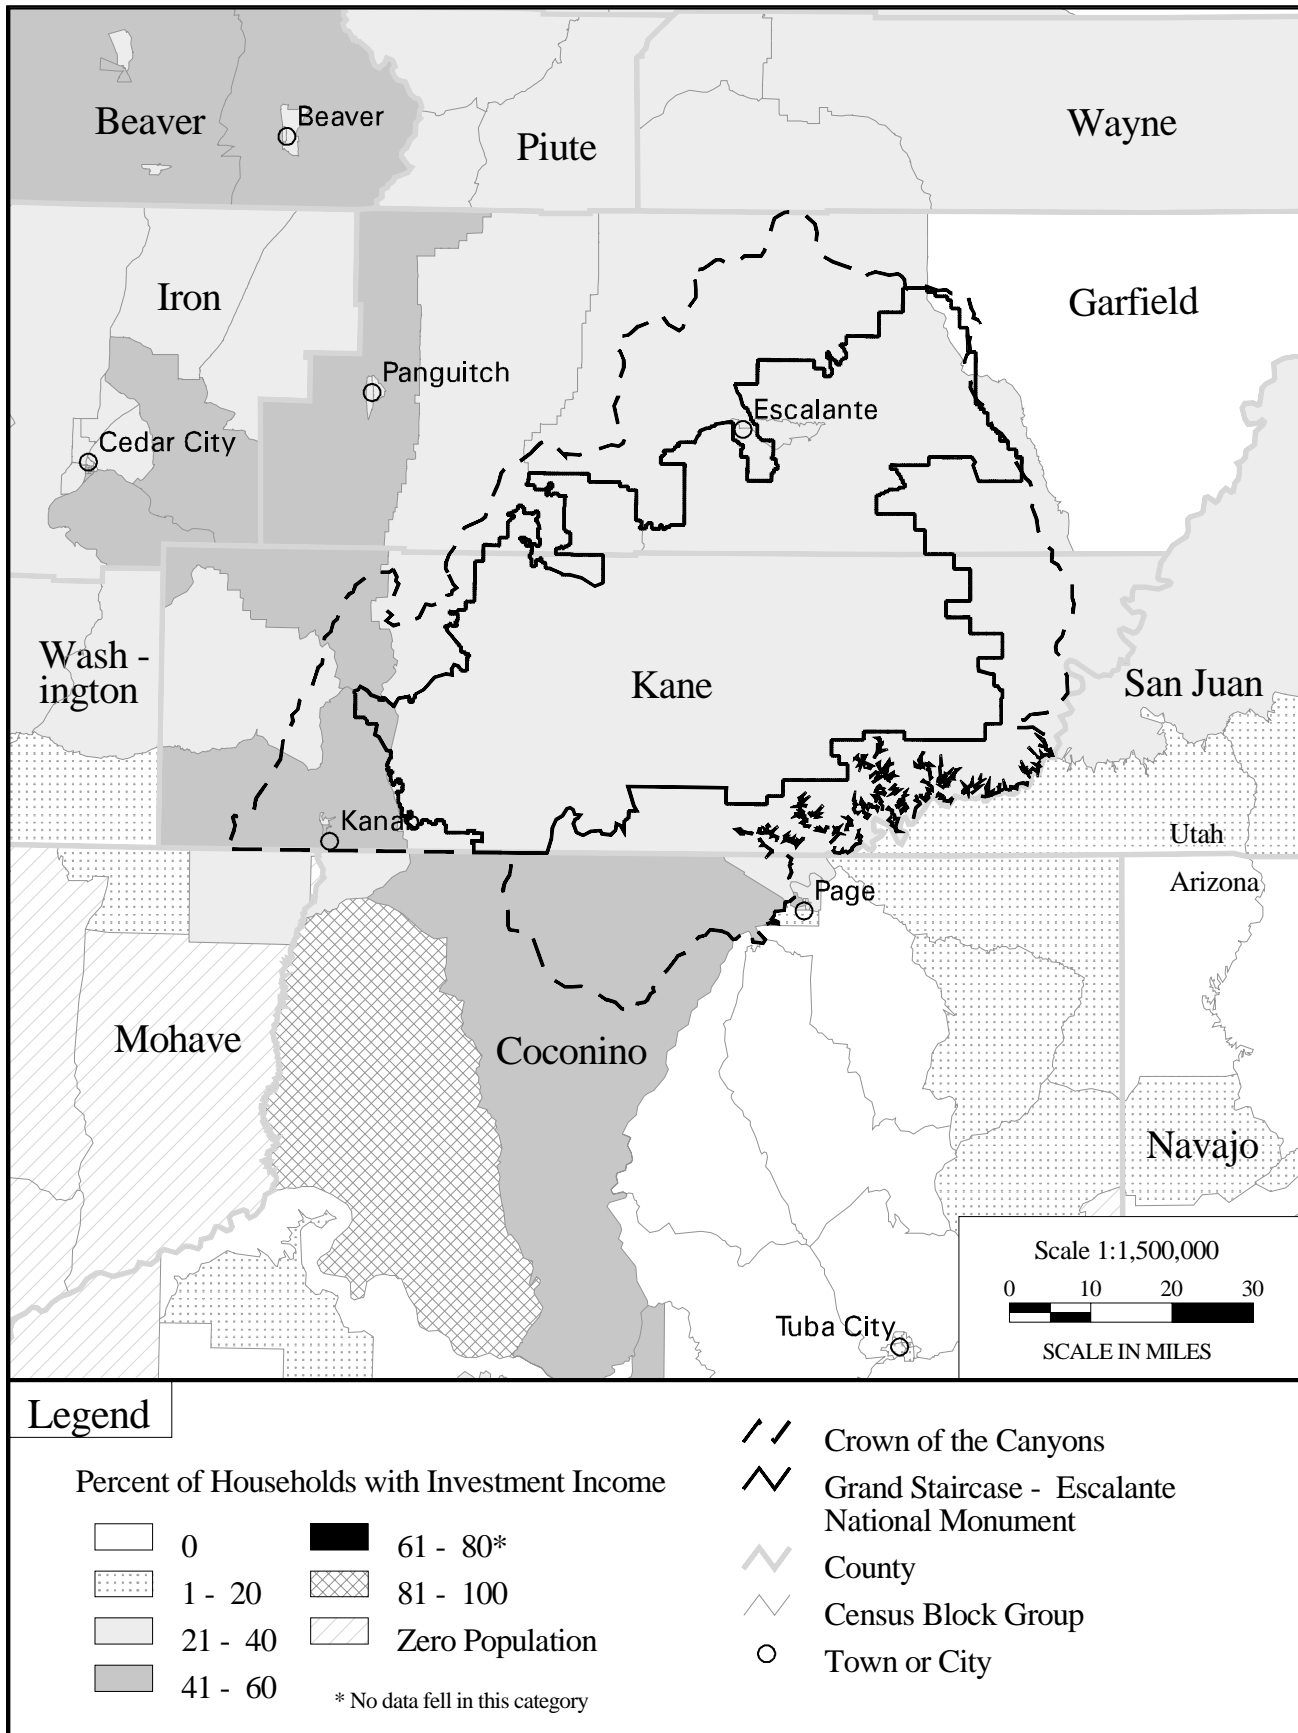 Beaver
Beaver
Piute
Wayne
Iron
Garfield
Panguitch
Escalante
Cedar City
Wash -
ington
Kane
San Juan
Kanab
Utah
Arizona
Page
Mohave
Coconino
Navajo
Tuba City
Scale 1:1,500,000
0 10 20 30
SCALE IN MILES
Legend
Percent of Households with Investment Income
0
1 - 20
21 - 40
41 - 60
61 - 80*
81 - 100
Zero Population
* No data fell in this category
Crown of the Canyons
Grand Staircase - Escalante
National Monument
County
Census Block Group
Town or City